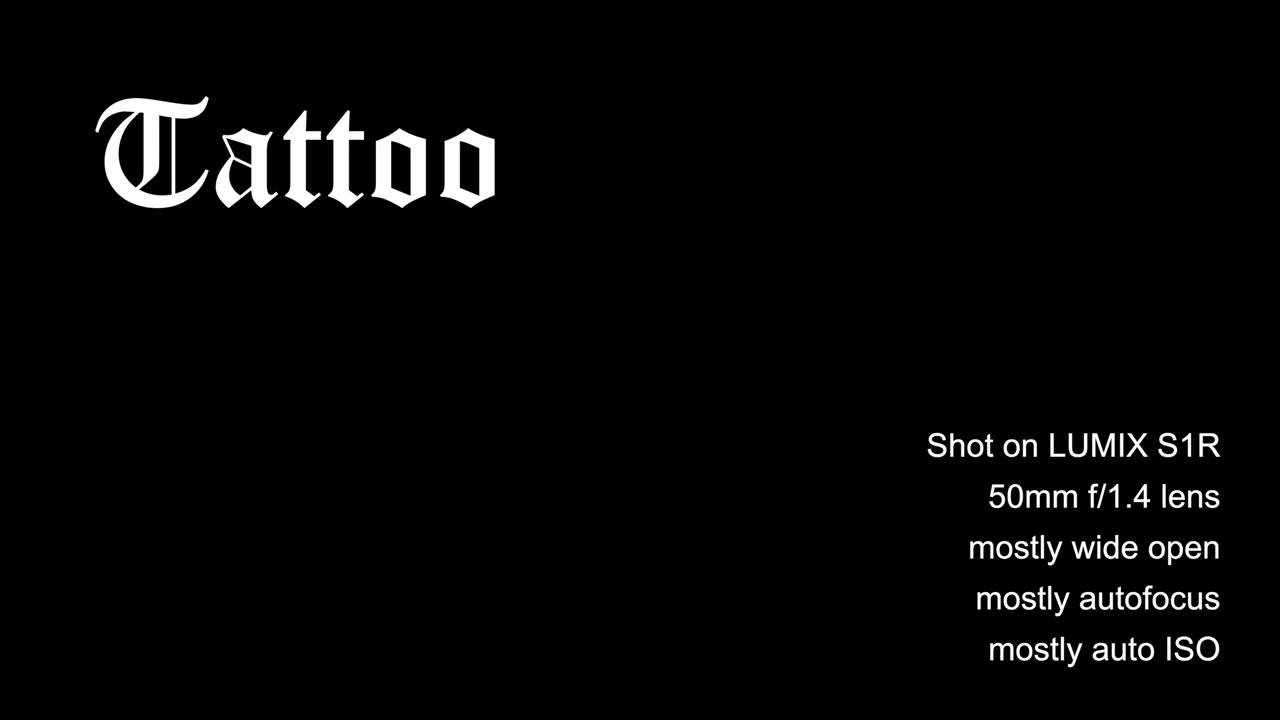 Tattoo
Shot on LUMIX S1R
50mm f/1.4 lens
mostly wide open
mostly autofocus
mostly auto ISO